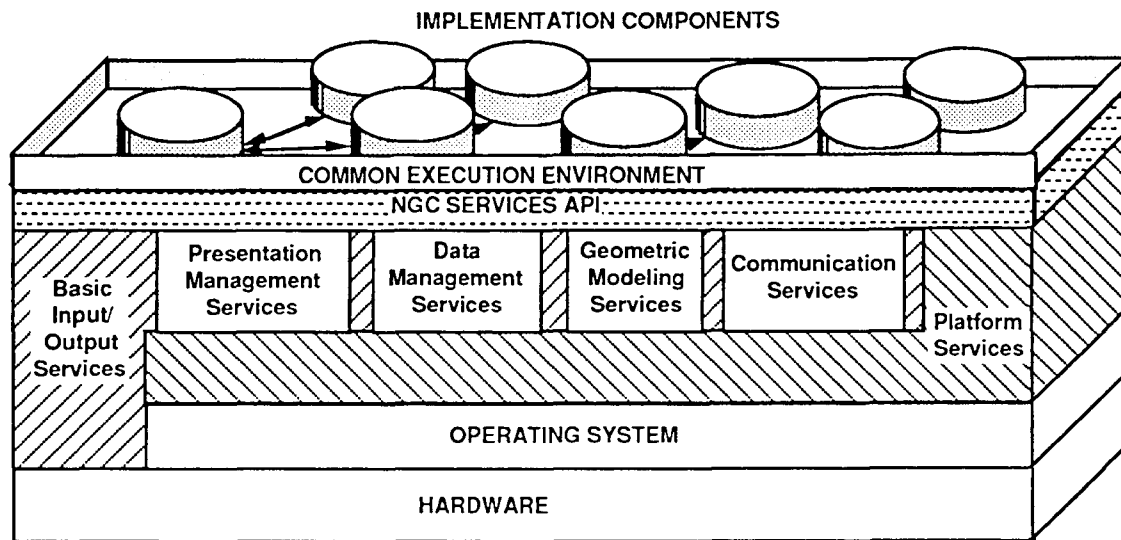 IMPLEMENTATION COMPONENTS
COMMON EXECUTION ENVIRONMENT
NGC SERVICES API
Presentation
Management
Services
Data
Management
Services
Geometric
Modeling
Services
Communication
Services
Basic
Input/
Output
Services
Platform
Services
OPERATING SYSTEM
HARDWARE